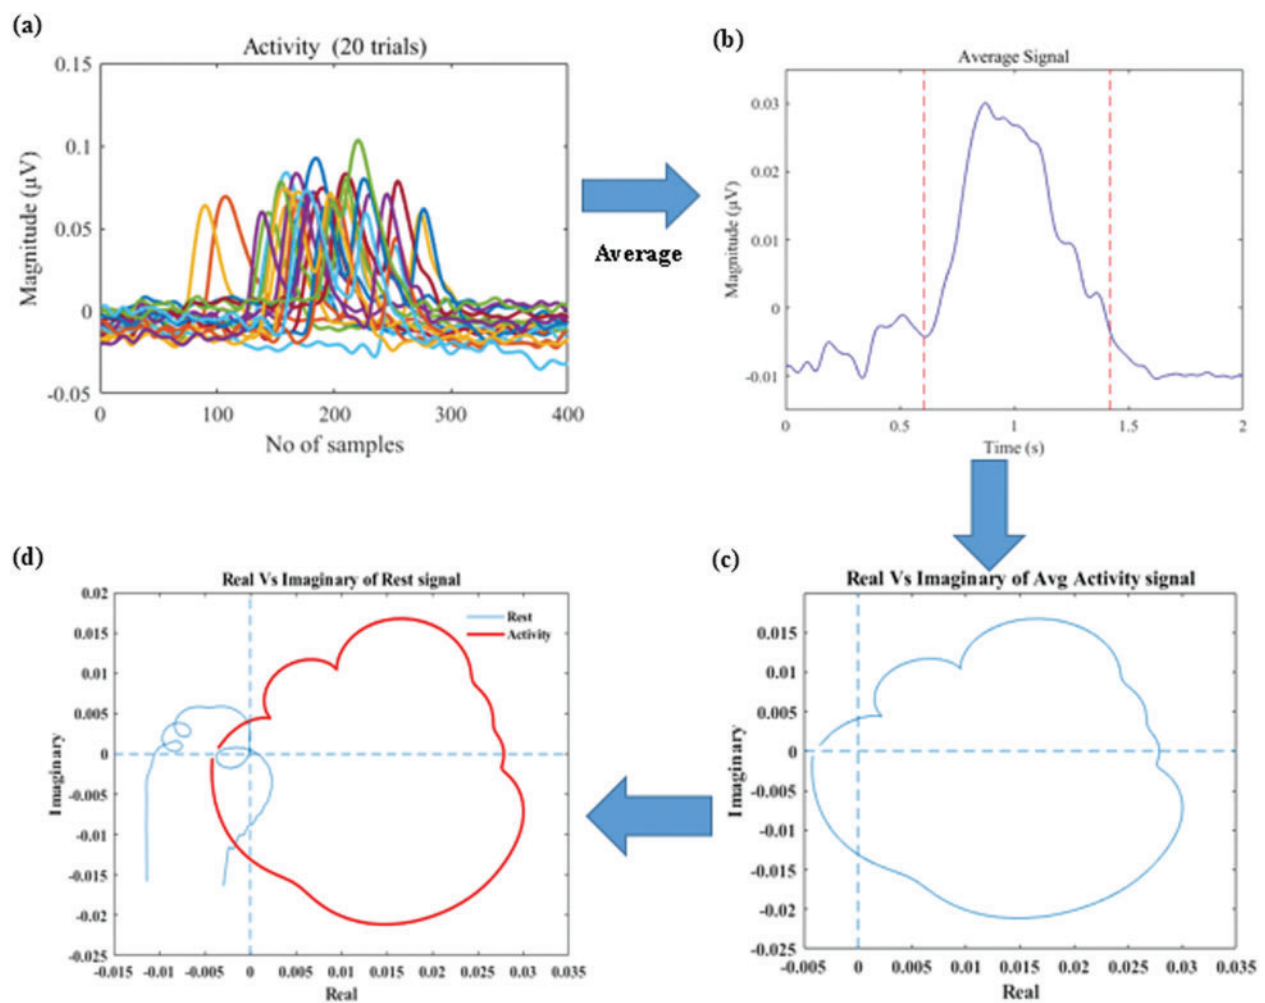 (a)
Activity (20 trials)
0.15
0.1
0.05
0
-0.05
Magnitude (µV)
0 100 200 300 400
No of samples
Average
(b)
Average Signal
0.03
0.02
0.01
0
-0.01
Magnitude (µV)
0 0.5 1 1.5 2
Time (s)
(d)
Real Vs Imaginary of Rest signal
Rest
Activity
0.02
0.015
0.01
0.005
0
-0.005
-0.01
-0.015
-0.02
-0.025
Imaginary
-0.015 -0.01 -0.005 0 0.005 0.01 0.015 0.02 0.025 0.03 0.035
Real
(c)
Real Vs Imaginary of Avg Activity signal
0.015
0.01
0.005
0
-0.005
-0.01
-0.015
-0.02
-0.025
Imaginary
-0.005 0 0.005 0.01 0.015 0.02 0.025 0.03 0.035
Real